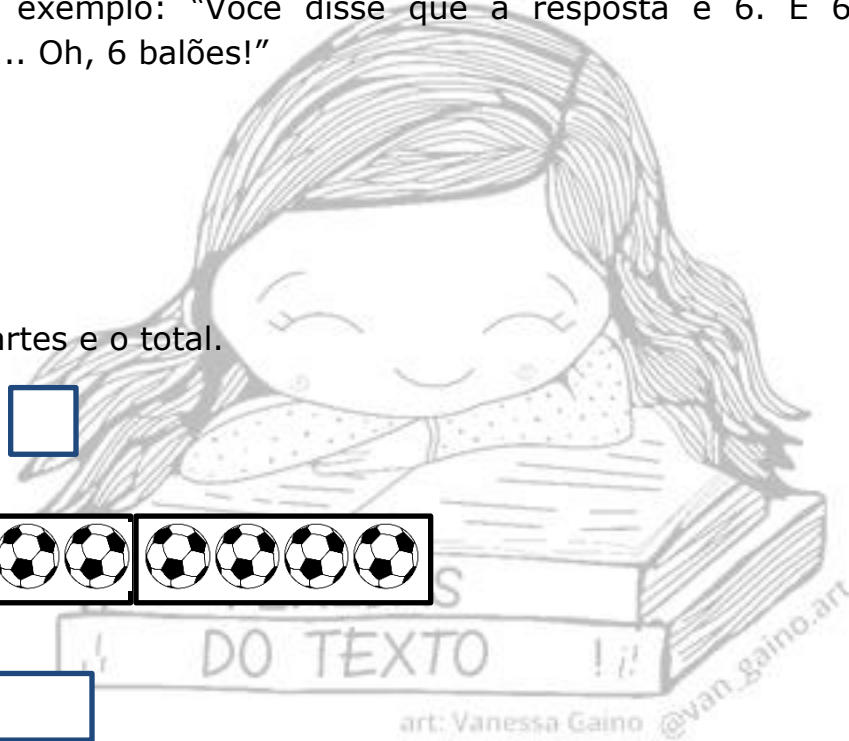 exemplo: “Você disse que a resposta é 6. E 6
.. Oh, 6 balões!”
artes e o total.
S
DO TEXTO
art: Vanessa Gaino @van_gaino.art